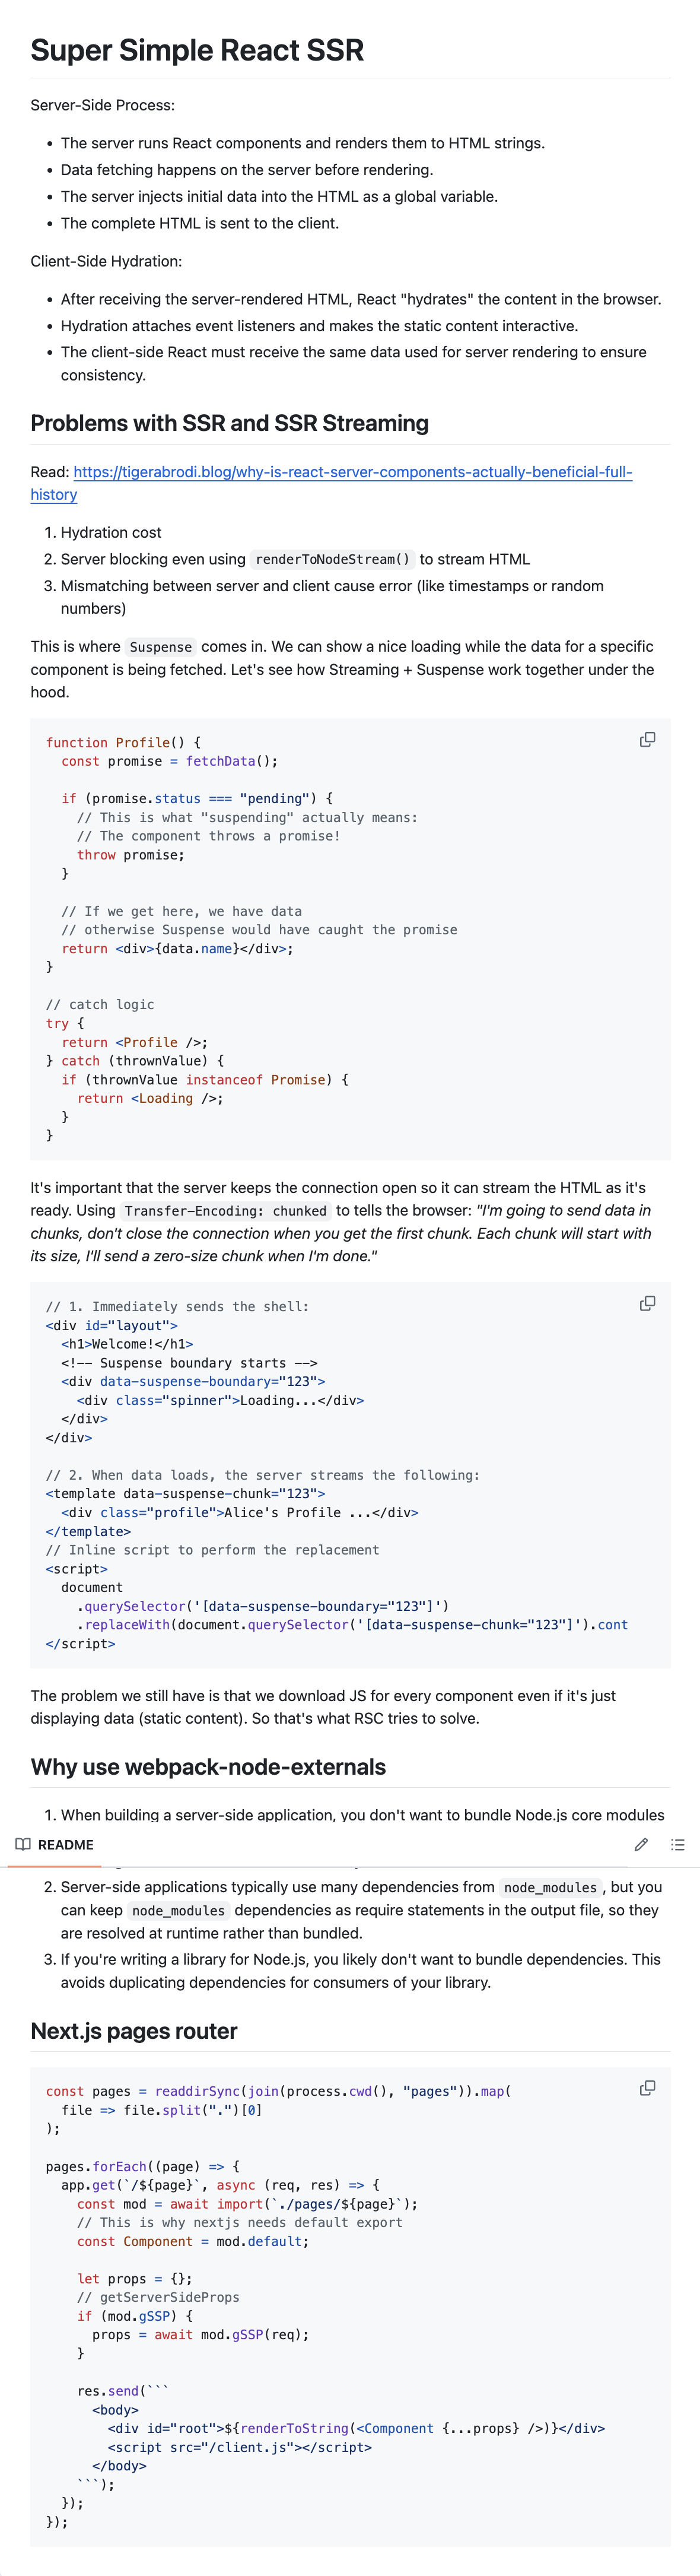 Super Simple React SSR
Server-Side Process:
• The server runs React components and renders them to HTML strings.
• Data fetching happens on the server before rendering.
• The server injects initial data into the HTML as a global variable.
• The complete HTML is sent to the client.
Client-Side Hydration:
• After receiving the server-rendered HTML, React "hydrates" the content in the browser.
• Hydration attaches event listeners and makes the static content interactive.
• The client-side React must receive the same data used for server rendering to ensure
consistency.
Problems with SSR and SSR Streaming
Read: https://tigerabrodi.blog/why-is-react-server-components-actually-beneficial-full-
history
1. Hydration cost
2. Server blocking even using renderToNodeStream() to stream HTML
3. Mismatching between server and client cause error (like timestamps or random
numbers)
This is where Suspense comes in. We can show a nice loading while the data for a specific
component is being fetched. Let's see how Streaming + Suspense work together under the
hood.
function Profile() {
  const promise = fetchData();
  if (promise.status === "pending") {
    // This is what "suspending" actually means:
    // The component throws a promise!
    throw promise;
  }
  // If we get here, we have data
  // otherwise Suspense would have caught the promise
  return <div>{data.name}</div>;
}
// catch logic
try {
  return <Profile />;
} catch (thrownValue) {
  if (thrownValue instanceof Promise) {
    return <Loading />;
  }
}
It's important that the server keeps the connection open so it can stream the HTML as it's
ready. Using Transfer-Encoding: chunked to tells the browser: "I'm going to send data in
chunks, don't close the connection when you get the first chunk. Each chunk will start with
its size, I'll send a zero-size chunk when I'm done."
// 1. Immediately sends the shell:
<div id="layout">
  <h1>Welcome!</h1>
  <!-- Suspense boundary starts -->
  <div data-suspense-boundary="123">
    <div class="spinner">Loading...</div>
  </div>
</div>
// 2. When data loads, the server streams the following:
<template data-suspense-chunk="123">
  <div class="profile">Alice's Profile ...</div>
</template>
// Inline script to perform the replacement
<script>
  document
    .querySelector('[data-suspense-boundary="123"]')
    .replaceWith(document.querySelector('[data-suspense-chunk="123"]').cont
</script>
The problem we still have is that we download JS for every component even if it's just
displaying data (static content). So that's what RSC tries to solve.
Why use webpack-node-externals
1. When building a server-side application, you don't want to bundle Node.js core modules
README
2. Server-side applications typically use many dependencies from node_modules, but you
can keep node_modules dependencies as require statements in the output file, so they
are resolved at runtime rather than bundled.
3. If you're writing a library for Node.js, you likely don't want to bundle dependencies. This
avoids duplicating dependencies for consumers of your library.
Next.js pages router
const pages = readdirSync(join(process.cwd(), "pages")).map(
  file => file.split(".")[0]
);
pages.forEach((page) => {
  app.get(`/${page}`, async (req, res) => {
    const mod = await import(`./pages/${page}`);
    // This is why nextjs needs default export
    const Component = mod.default;
    let props = {};
    // getServerSideProps
    if (mod.gSSP) {
      props = await mod.gSSP(req);
    }
    res.send(```
      <body>
        <div id="root">${renderToString(<Component {...props} />)}</div>
        <script src="/client.js"></script>
      </body>
    ```);
  });
});